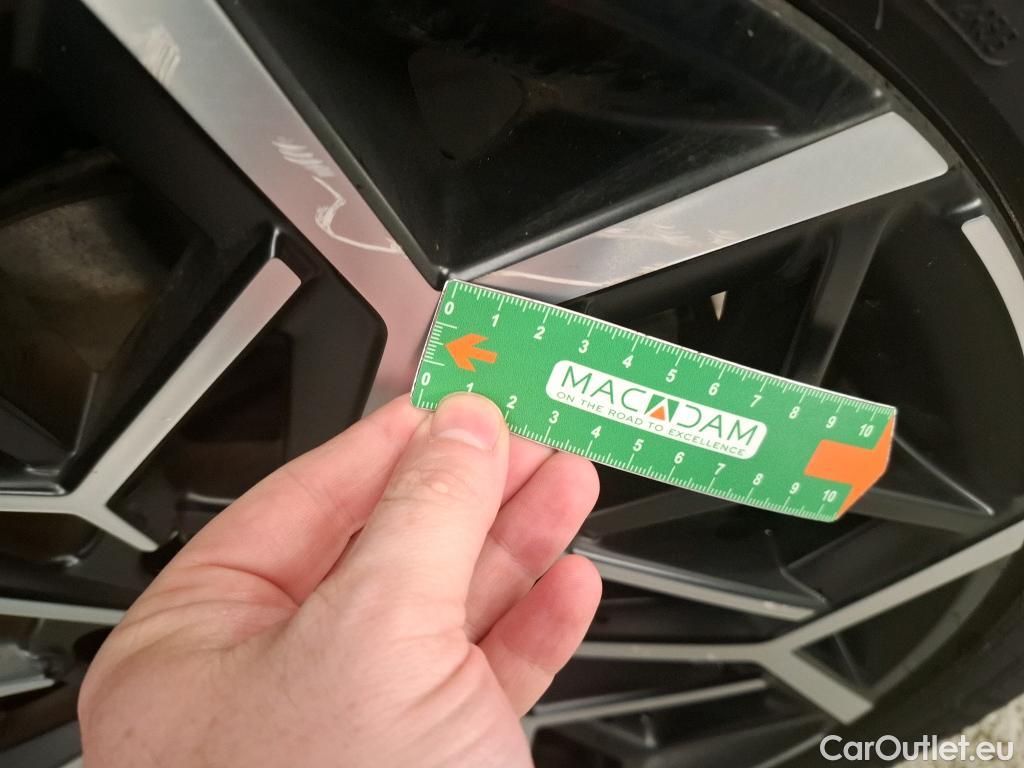 0 1 2 3 4 5 6 7 8 9 10
MACADAM
ON THE ROAD TO EXCELLENCE
0 1 2 3 4 5 6 7 8 9 10
CarOutlet.eu